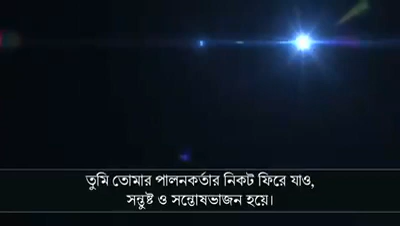 তুমি তোমার পালনকর্তার নিকট ফিরে যাও,
সন্তুষ্ট ও সন্তোষভাজন হয়ে।